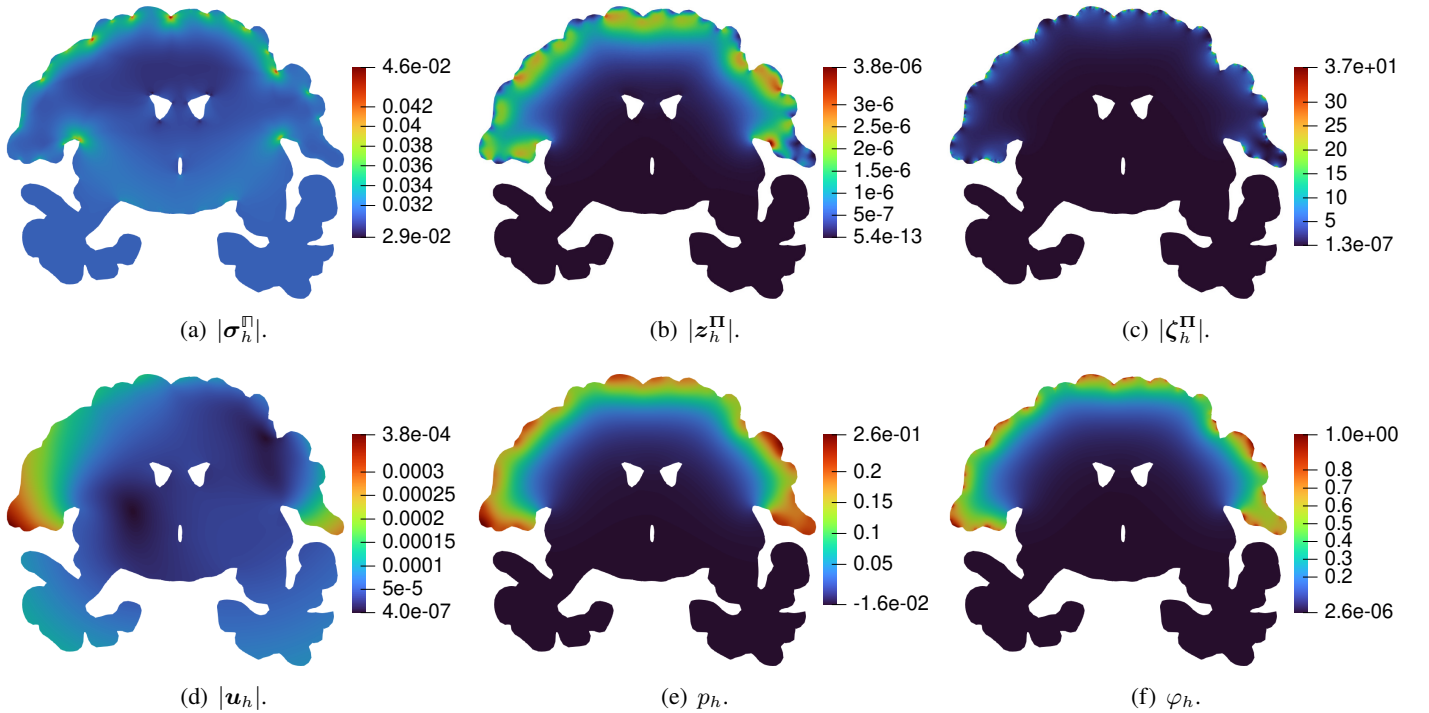 4.6e-02
0.042
0.04
0.038
0.036
0.034
0.032
2.9e-02
(a) |σ_h^ℿ|.
3.8e-06
3e-6
2.5e-6
2e-6
1e-6
5e-7
5.4e-13
(b) |z_h^Π|.
3.7e+01
30
25
20
15
10
5
1.3e-07
(c) |ζ_h^Π|.
3.8e-04
0.0003
0.00025
0.0002
0.00015
0.0001
5e-5
4.0e-07
(d) |u_h|.
2.6e-01
0.2
0.15
0.1
0.05
-1.6e-02
(e) p_h.
1.0e+00
0.8
0.7
0.6
0.5
0.4
0.3
0.2
2.6e-06
(f) φ_h.